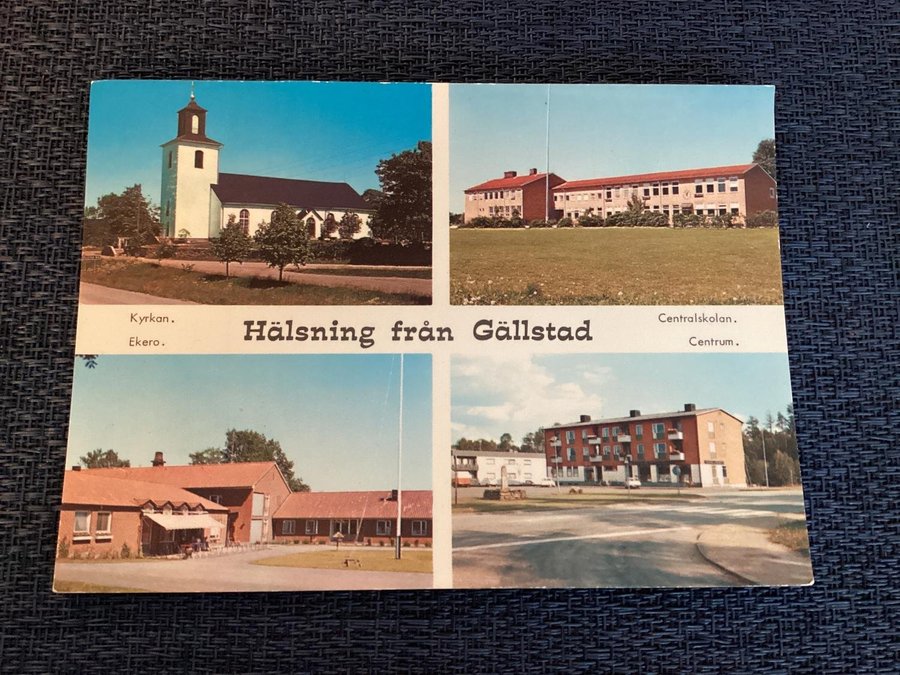 Kyrkan.
Ekero.
Hälsning från Gällstad
Centralskolan.
Centrum.